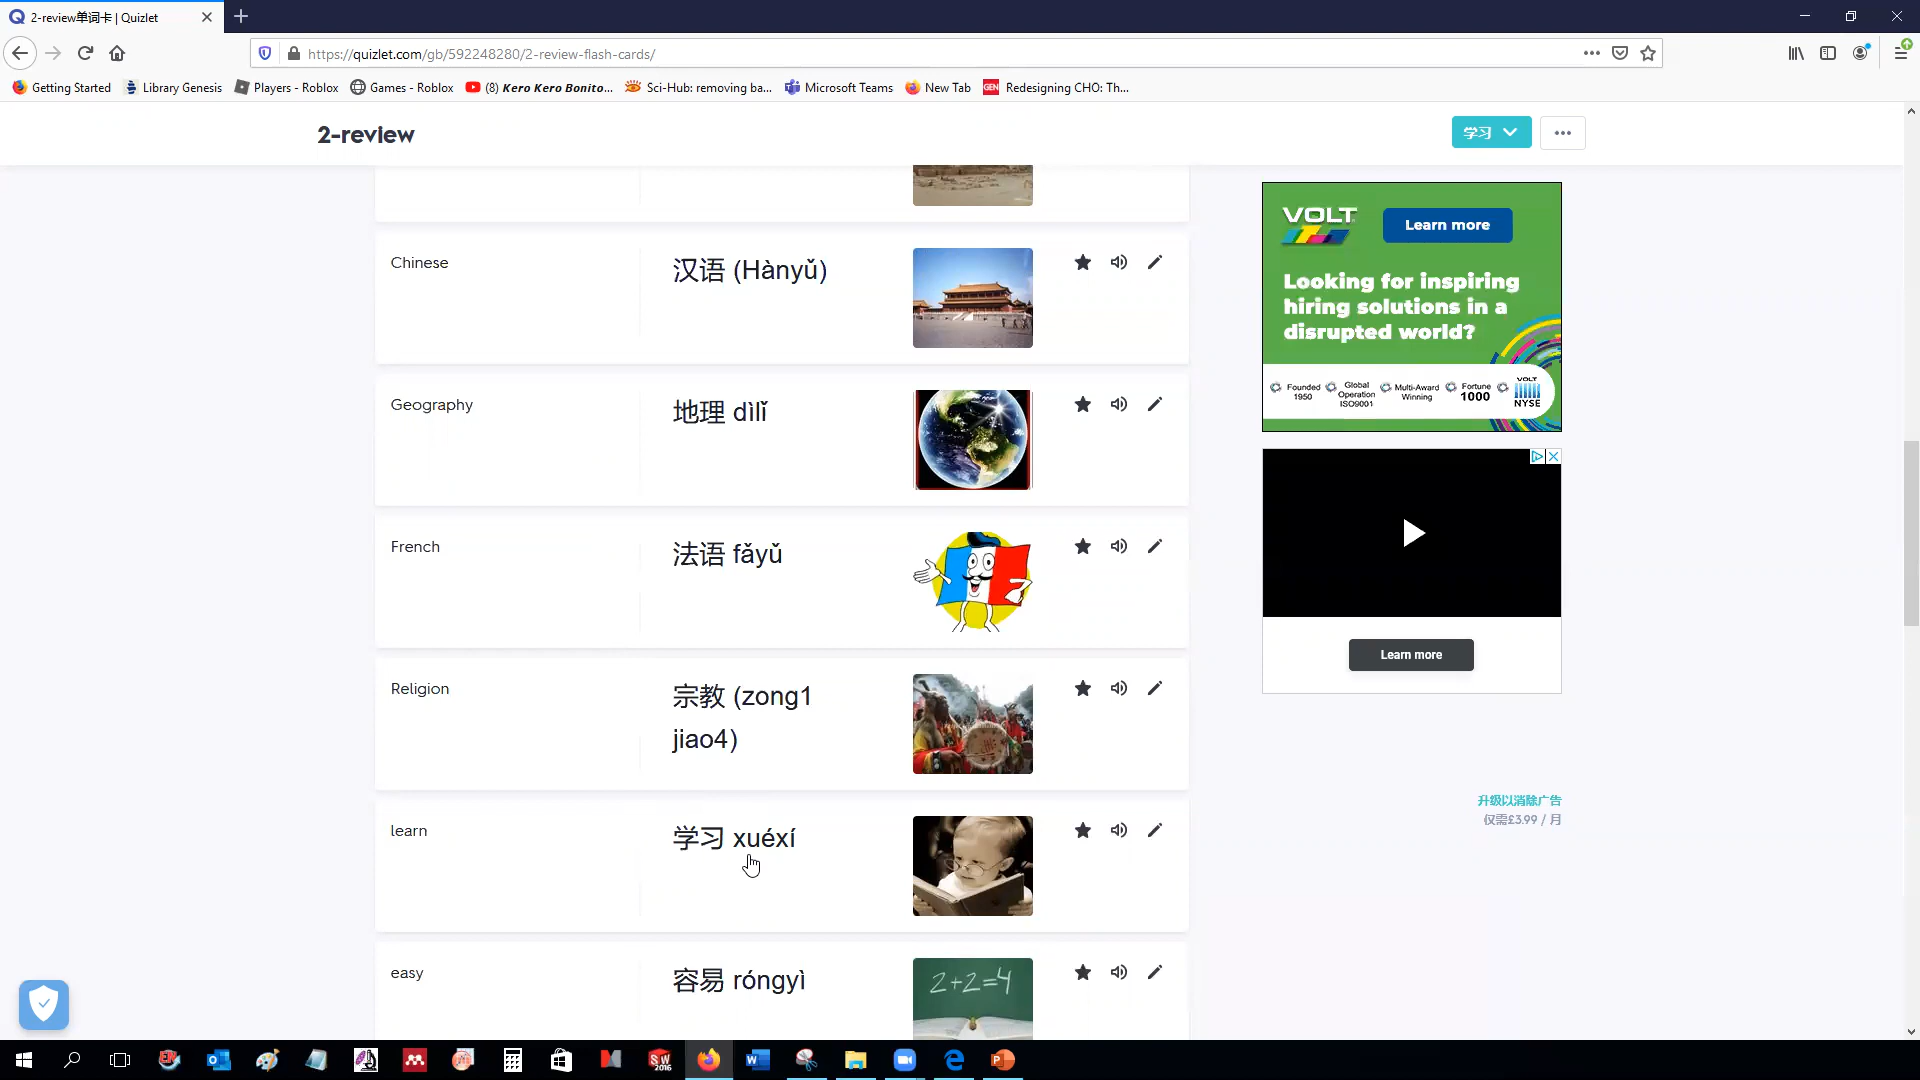 2-review单词卡 | Quizlet
https://quizlet.com/gb/592248280/2-review-flash-cards/
Getting Started
Library Genesis
Players - Roblox
Games - Roblox
(8) Kero Kero Bonito...
Sci-Hub: removing ba...
Microsoft Teams
New Tab
GEN Redesigning CHO: Th...
2-review
学习
Chinese
汉语 (Hànyǔ)
Geography
地理 dìlǐ
French
法语 fǎyǔ
Religion
宗教 (zong1
jiao4)
learn
学习 xuéxí
easy
容易 róngyì
2+2=4
VOLT
Learn more
Looking for inspiring
hiring solutions in a
disrupted world?
Founded
1950
Global
Operation
ISO9001
Multi-Award
Winning
Fortune
1000
VOLT
NYSE
Learn more
升级以消除广告
仅需£3.99 / 月
SW
2016